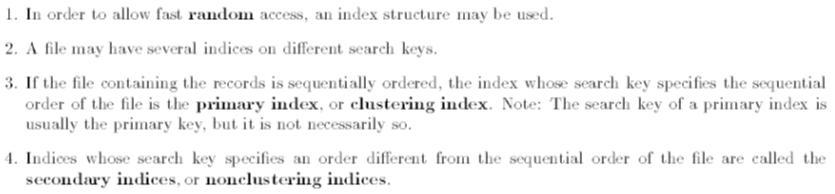 1. In order to allow fast random access, an index structure may be used.
2. A file may have several indices on different search keys.
3. If the file containing the records is sequentially ordered, the index whose search key specifies the sequential
order of the file is the primary index, or clustering index. Note: The search key of a primary index is
usually the primary key, but it is not necessarily so.
4. Indices whose search key specifies an order different from the sequential order of the file are called the
secondary indices, or nonclustering indices.